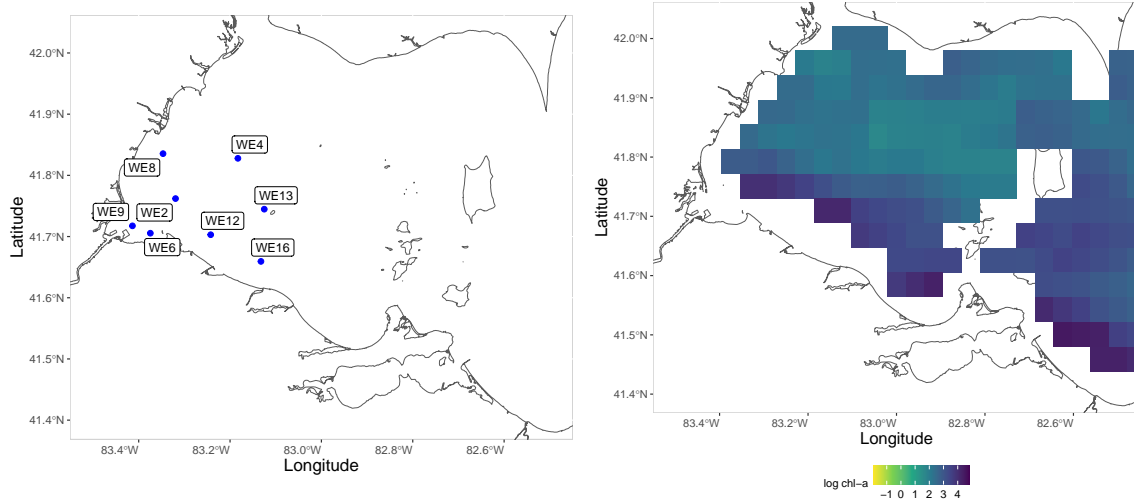 42.0°N
41.9°N
41.8°N
41.7°N
41.6°N
41.5°N
41.4°N
Latitude
WE4
WE8
WE13
WE9
WE2
WE12
WE6
WE16
83.4°W 83.2°W 83.0°W 82.8°W 82.6°W
Longitude
42.0°N
41.9°N
41.8°N
41.7°N
41.6°N
41.5°N
41.4°N
Latitude
83.4°W 83.2°W 83.0°W 82.8°W 82.6°W
Longitude
log chl−a
−1 0 1 2 3 4